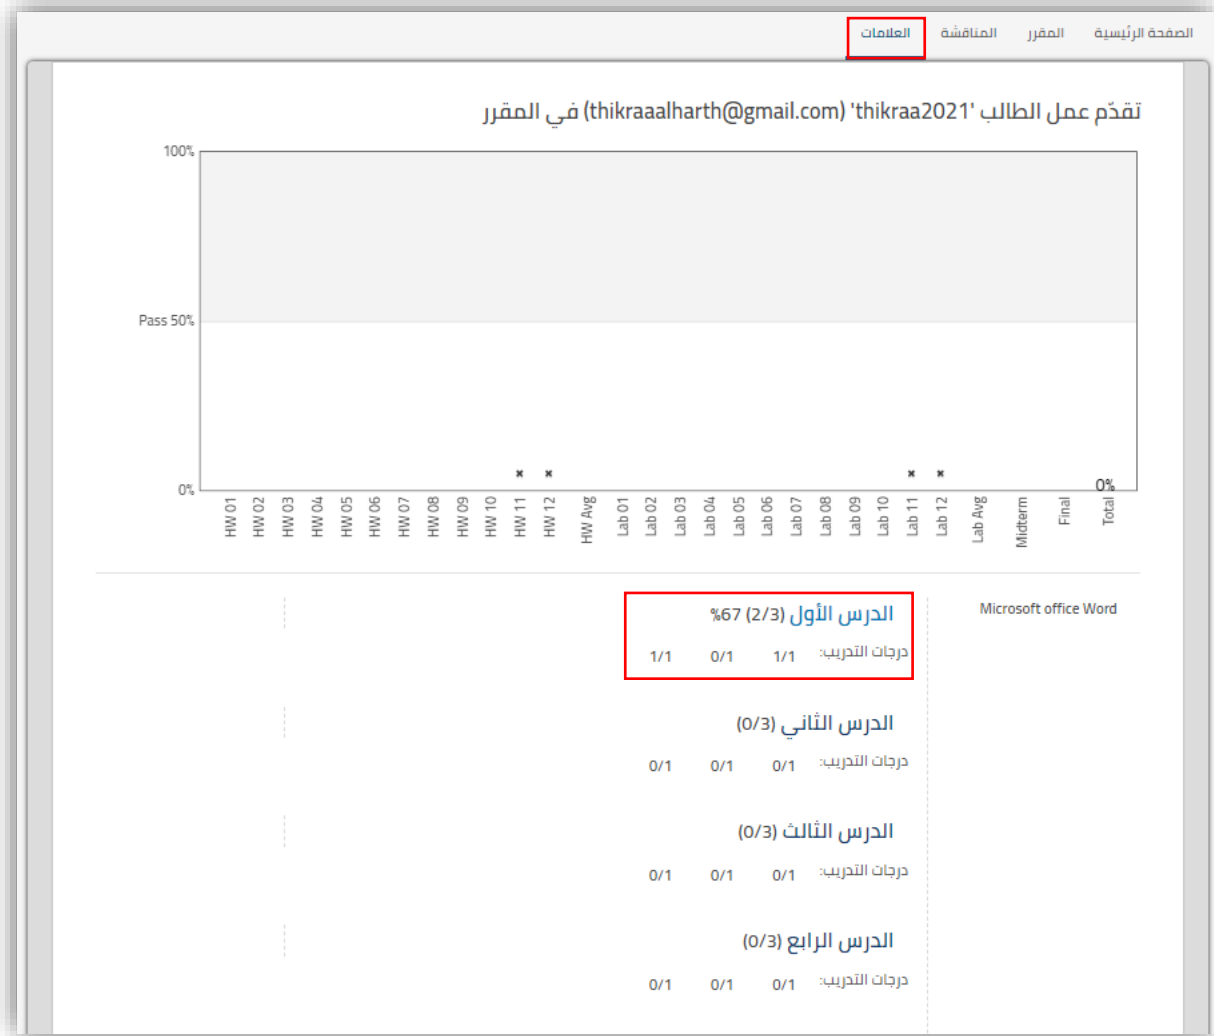 الصفحة الرئيسية المقرر المناقشة العلامات
تقدّم عمل الطالب 'thikraa2021' (thikraaalharth@gmail.com) في المقرر
100%
Pass 50%
0%
0%
HW 01
HW 02
HW 03
HW 04
HW 05
HW 06
HW 07
HW 08
HW 09
HW 10
HW 11
HW 12
HW Avg
Lab 01
Lab 02
Lab 03
Lab 04
Lab 05
Lab 06
Lab 07
Lab 08
Lab 09
Lab 10
Lab 11
Lab 12
Lab Avg
Midterm
Final
Total
Microsoft office Word
الدرس الأول (2/3) 67%
درجات التدريب: 1/1 0/1 1/1
الدرس الثاني (0/3)
درجات التدريب: 0/1 0/1 0/1
الدرس الثالث (0/3)
درجات التدريب: 0/1 0/1 0/1
الدرس الرابع (0/3)
درجات التدريب: 0/1 0/1 0/1